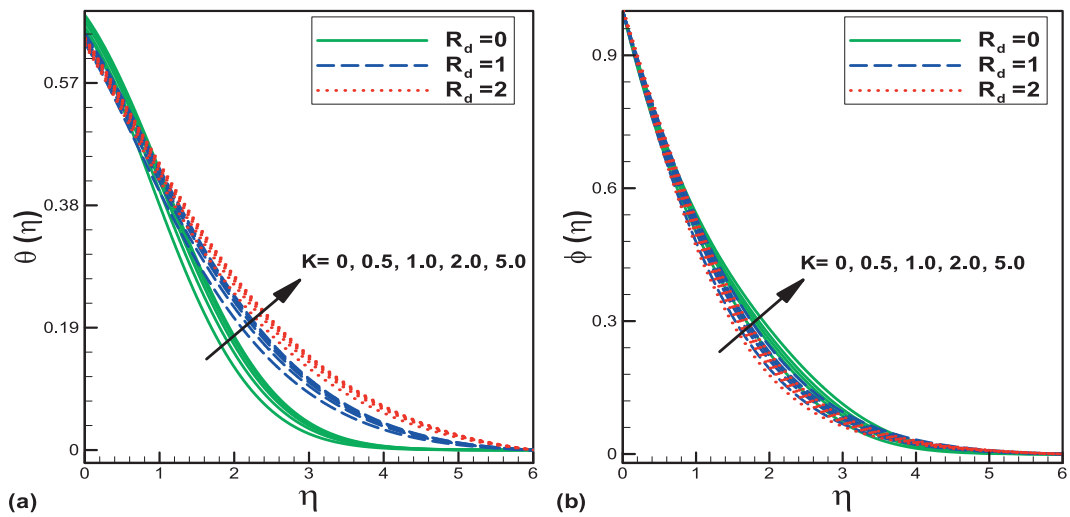 R_d =0
R_d =1
R_d =2
0.57
0.38
0.19
0
θ (η)
K= 0, 0.5, 1.0, 2.0, 5.0
0 1 2 3 4 5 6
(a)
η
R_d =0
R_d =1
R_d =2
0.9
0.6
0.3
0
ϕ (η)
K= 0, 0.5, 1.0, 2.0, 5.0
0 1 2 3 4 5 6
(b)
η